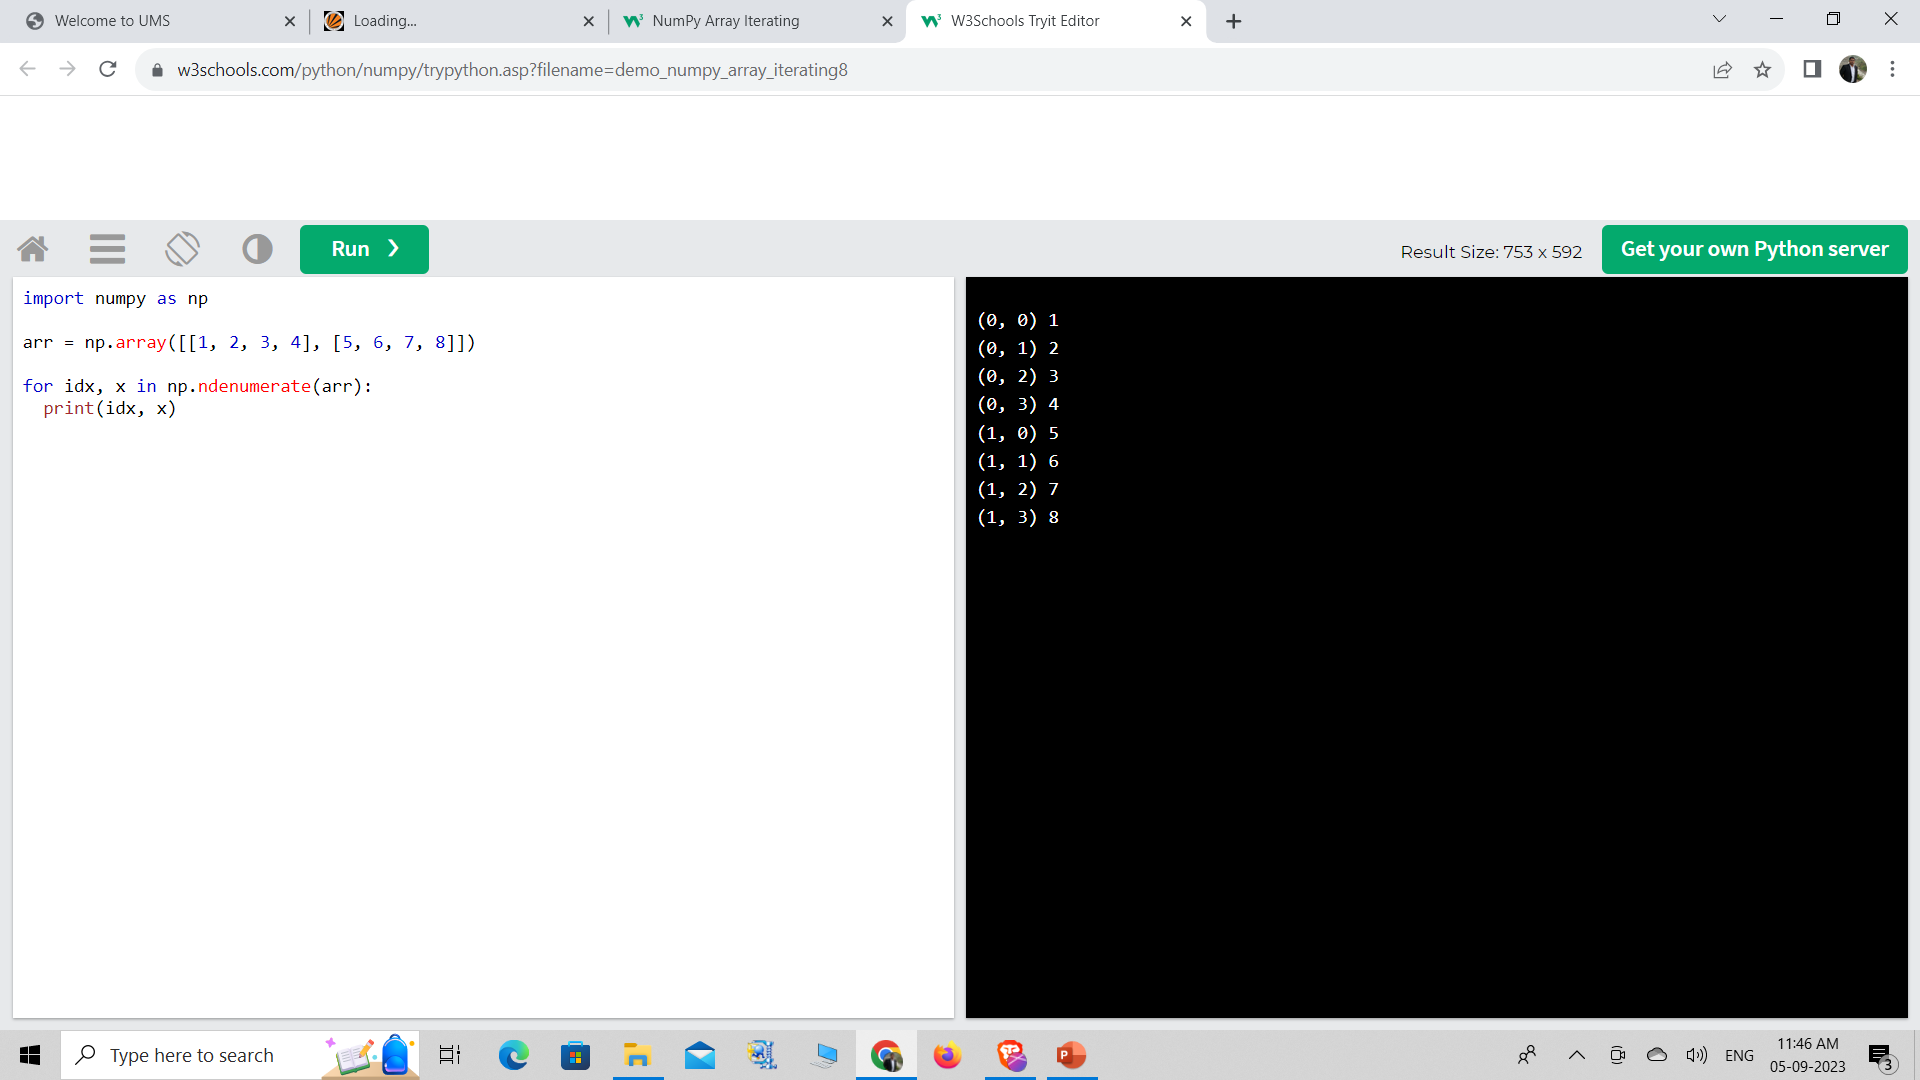 Welcome to UMS
Loading...
NumPy Array Iterating
W3Schools Tryit Editor
w3schools.com/python/numpy/trypython.asp?filename=demo_numpy_array_iterating8
Run ❯
Result Size: 753 x 592
Get your own Python server
import numpy as np
arr = np.array([[1, 2, 3, 4], [5, 6, 7, 8]])
for idx, x in np.ndenumerate(arr):
  print(idx, x)
(0, 0) 1
(0, 1) 2
(0, 2) 3
(0, 3) 4
(1, 0) 5
(1, 1) 6
(1, 2) 7
(1, 3) 8
Type here to search
ENG
11:46 AM
05-09-2023
3